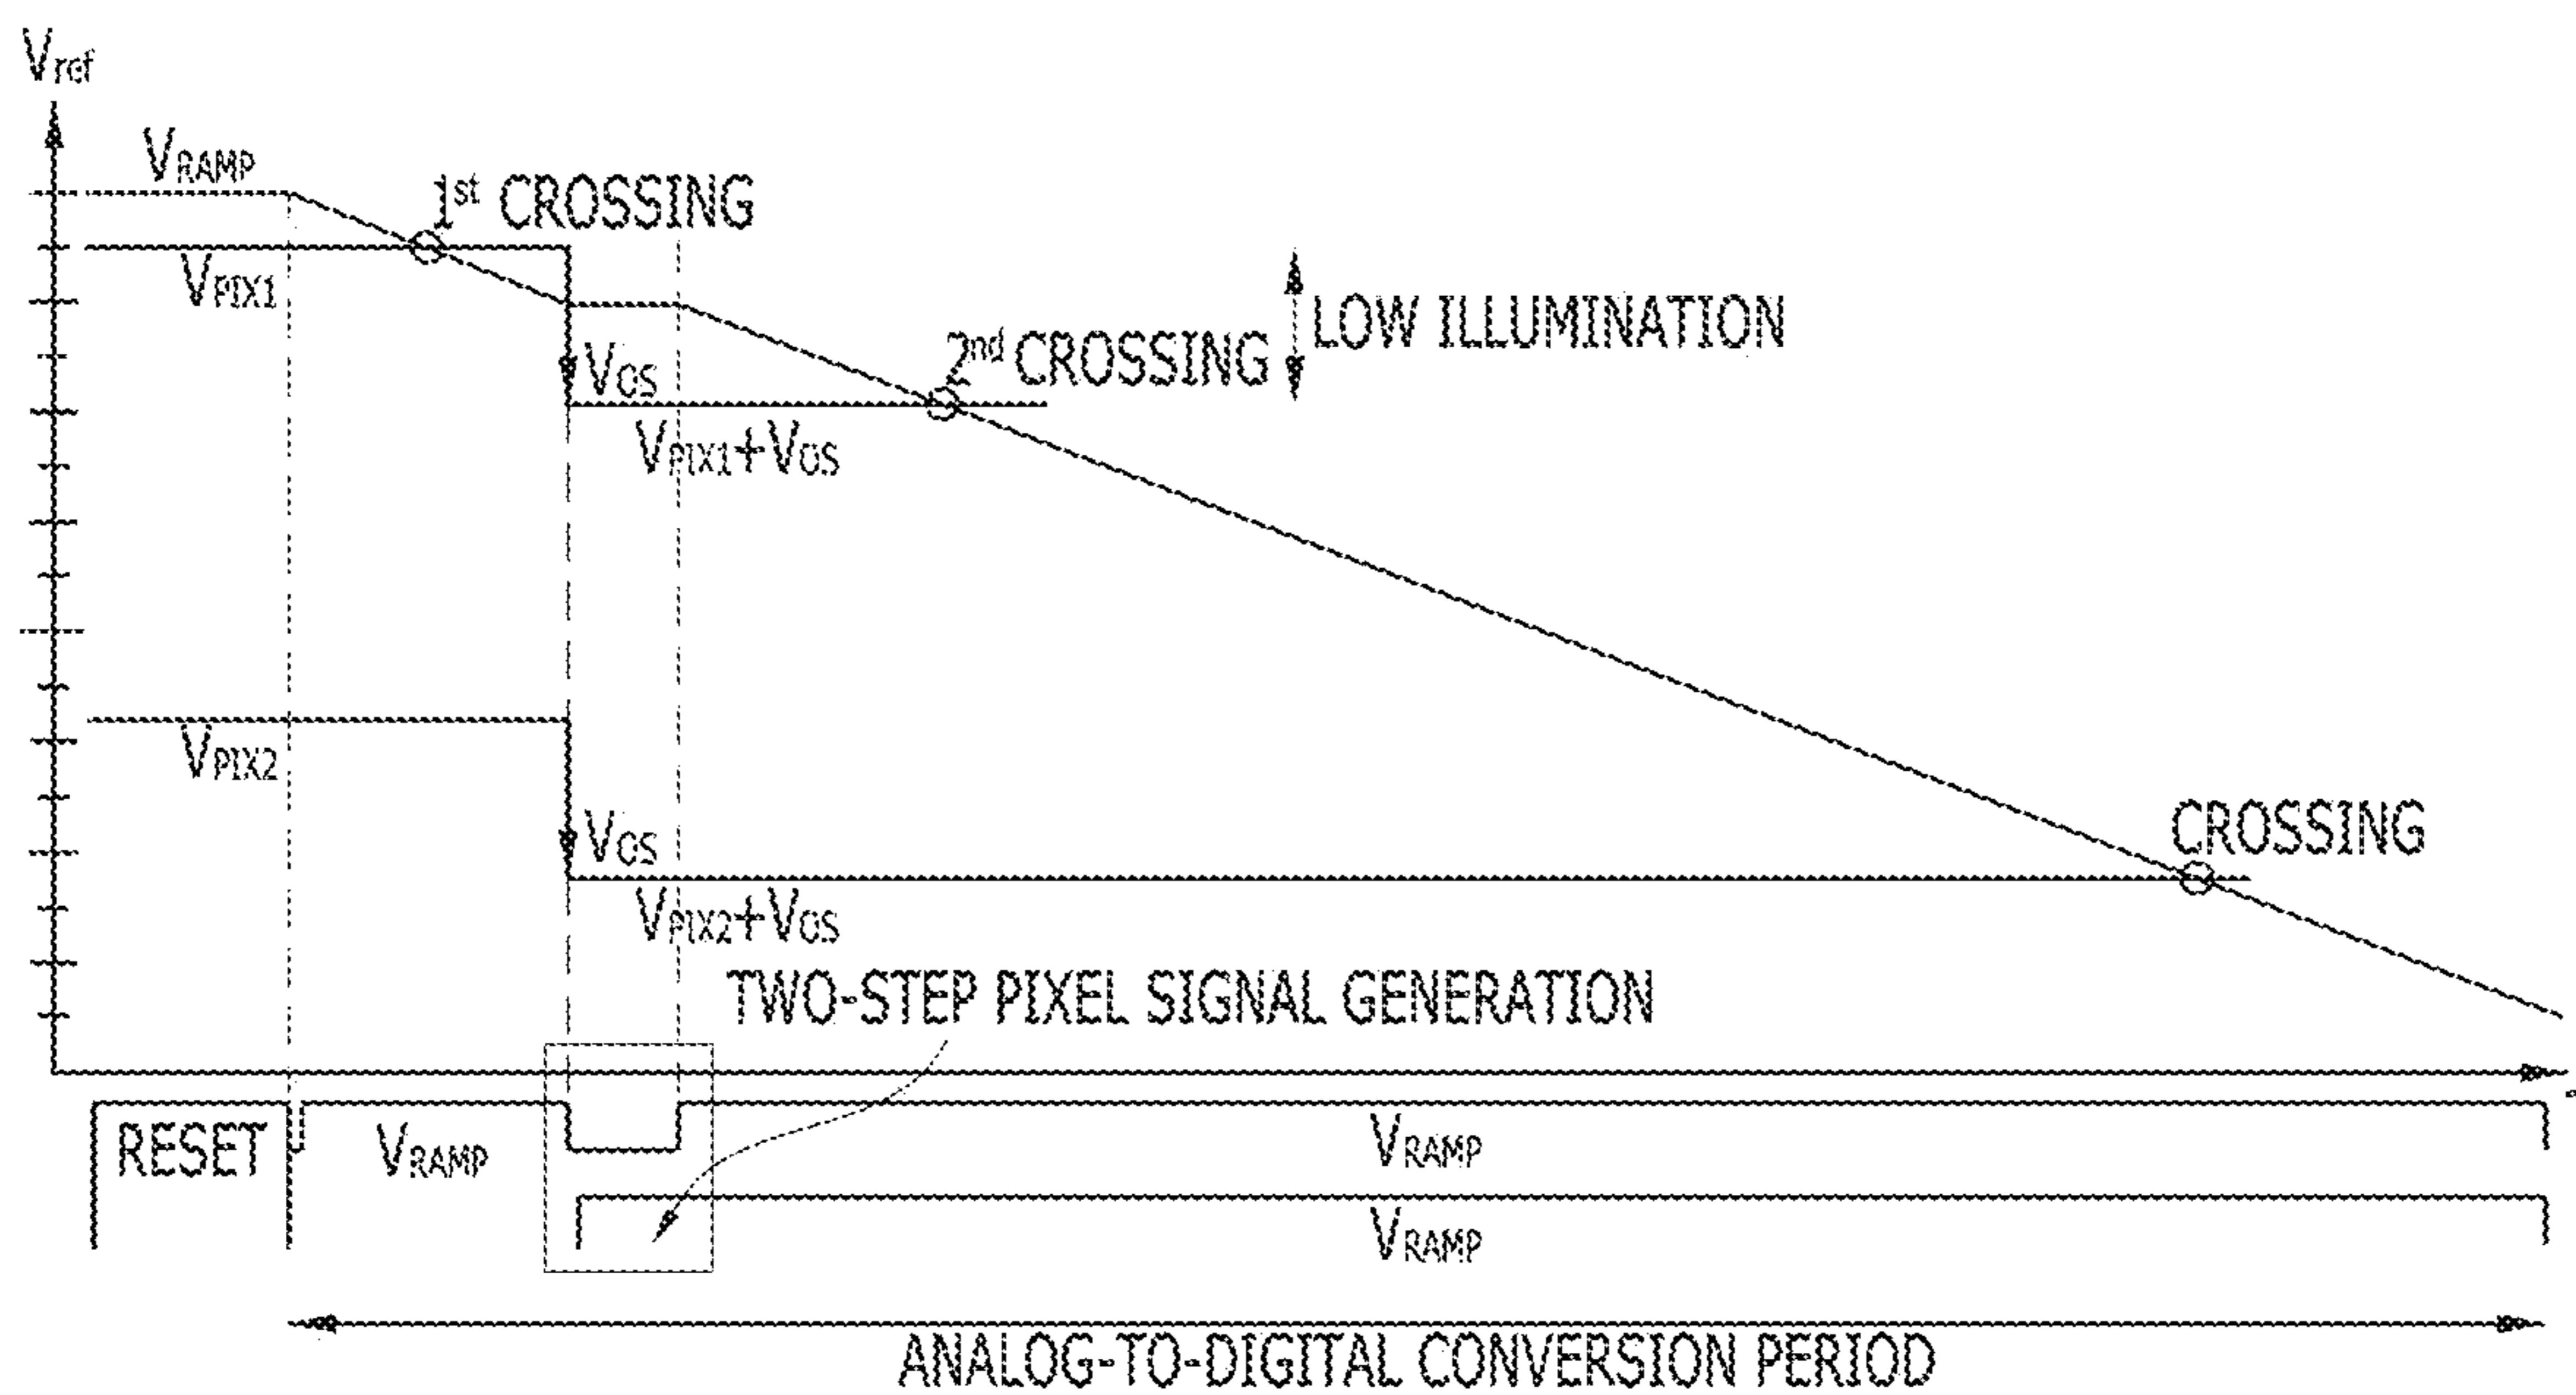 Vref
VRAMP
1st CROSSING
VPIX1
LOW ILLUMINATION
2nd CROSSING
VOS
VPIX1+VOS
VPIX2
CROSSING
VOS
VPIX2+VOS
TWO-STEP PIXEL SIGNAL GENERATION
RESET
VRAMP
VRAMP
VRAMP
ANALOG-TO-DIGITAL CONVERSION PERIOD